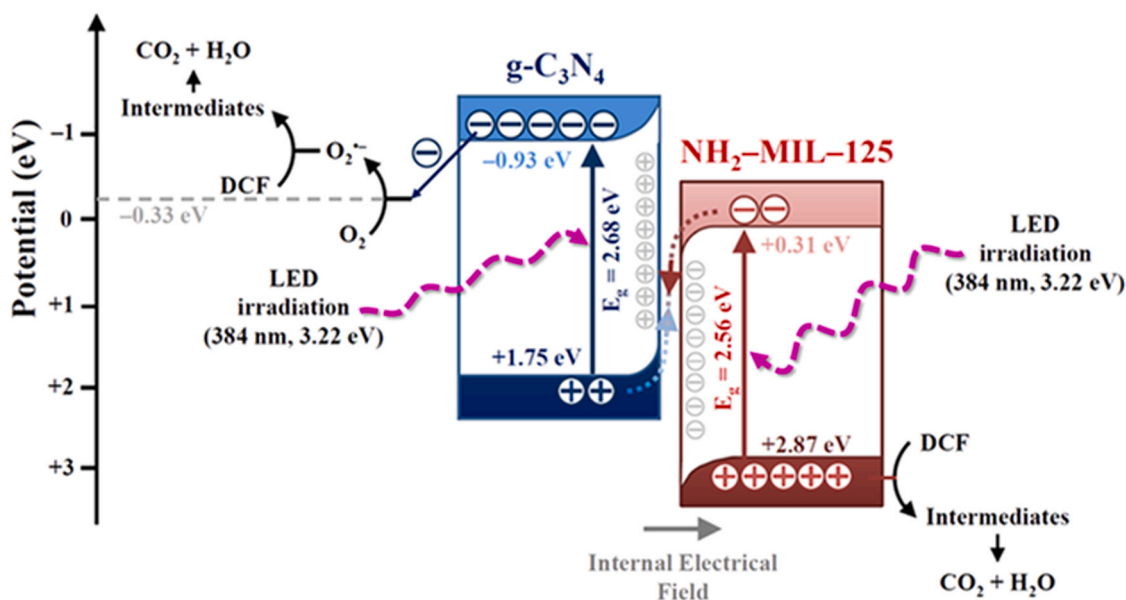 Potential (eV)
−1
0
+1
+2
+3
CO₂ + H₂O
Intermediates
O₂•−
DCF
−0.33 eV
O₂
LED
irradiation
(384 nm, 3.22 eV)
g-C₃N₄
−0.93 eV
E_g = 2.68 eV
+1.75 eV
NH₂−MIL−125
+0.31 eV
E_g = 2.56 eV
+2.87 eV
LED
irradiation
(384 nm, 3.22 eV)
DCF
Intermediates
CO₂ + H₂O
Internal Electrical
Field